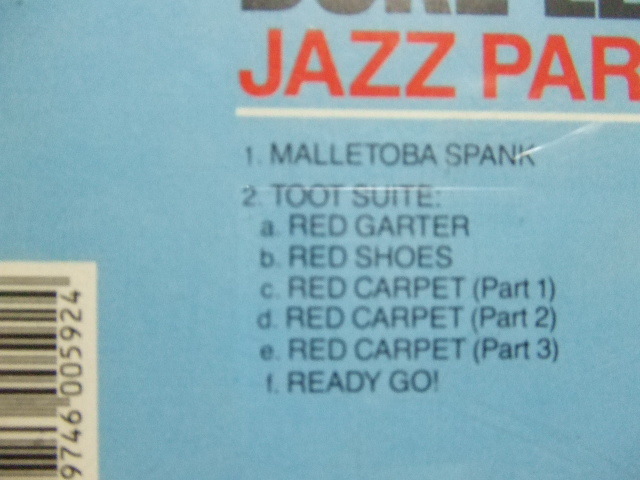 JAZZ PAR
1. MALLETOBA SPANK
2. TOOT SUITE:
a. RED GARTER
b. RED SHOES
c. RED CARPET (Part 1)
d. RED CARPET (Part 2)
e. RED CARPET (Part 3)
f. READY GO!
9746 005924